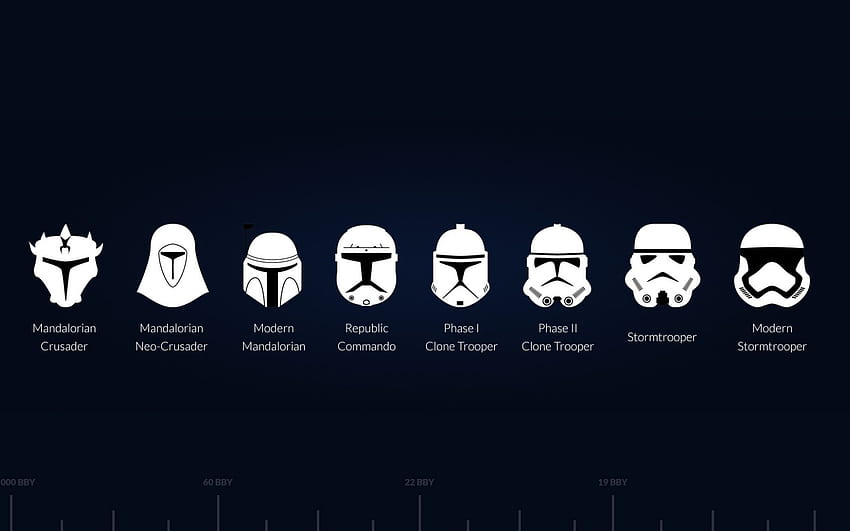 Mandalorian
Crusader
Mandalorian
Neo-Crusader
Modern
Mandalorian
Republic
Commando
Phase I
Clone Trooper
Phase II
Clone Trooper
Stormtrooper
Modern
Stormtrooper
000 BBY
60 BBY
22 BBY
19 BBY